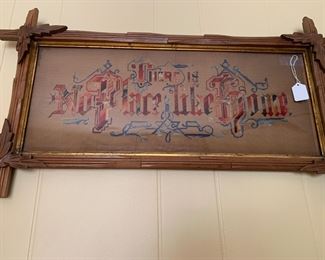 There is
No Place like Home.